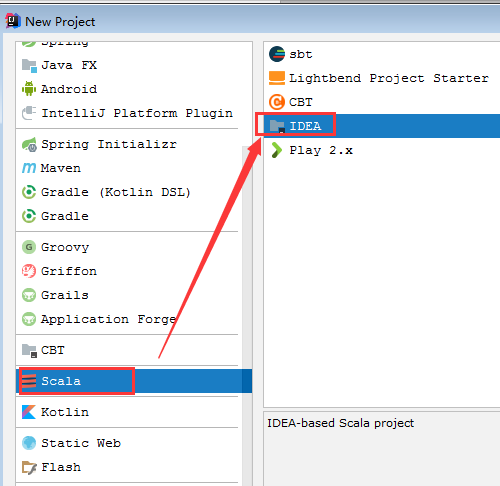 New Project
Spring
Java FX
Android
IntelliJ Platform Plugin
Spring Initializr
Maven
Gradle (Kotlin DSL)
Gradle
Groovy
Griffon
Grails
Application Forge
CBT
Scala
Kotlin
Static Web
Flash
sbt
Lightbend Project Starter
CBT
IDEA
Play 2.x
IDEA-based Scala project